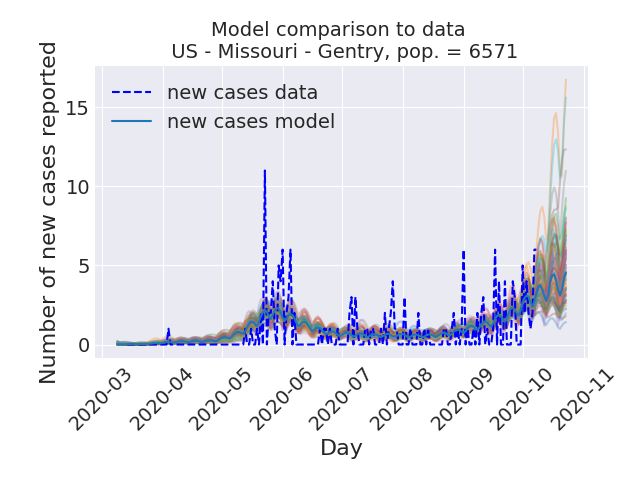 Model comparison to data
US - Missouri - Gentry, pop. = 6571
new cases data
new cases model
Number of new cases reported
15
10
5
0
2020-03
2020-04
2020-05
2020-06
2020-07
2020-08
2020-09
2020-10
2020-11
Day